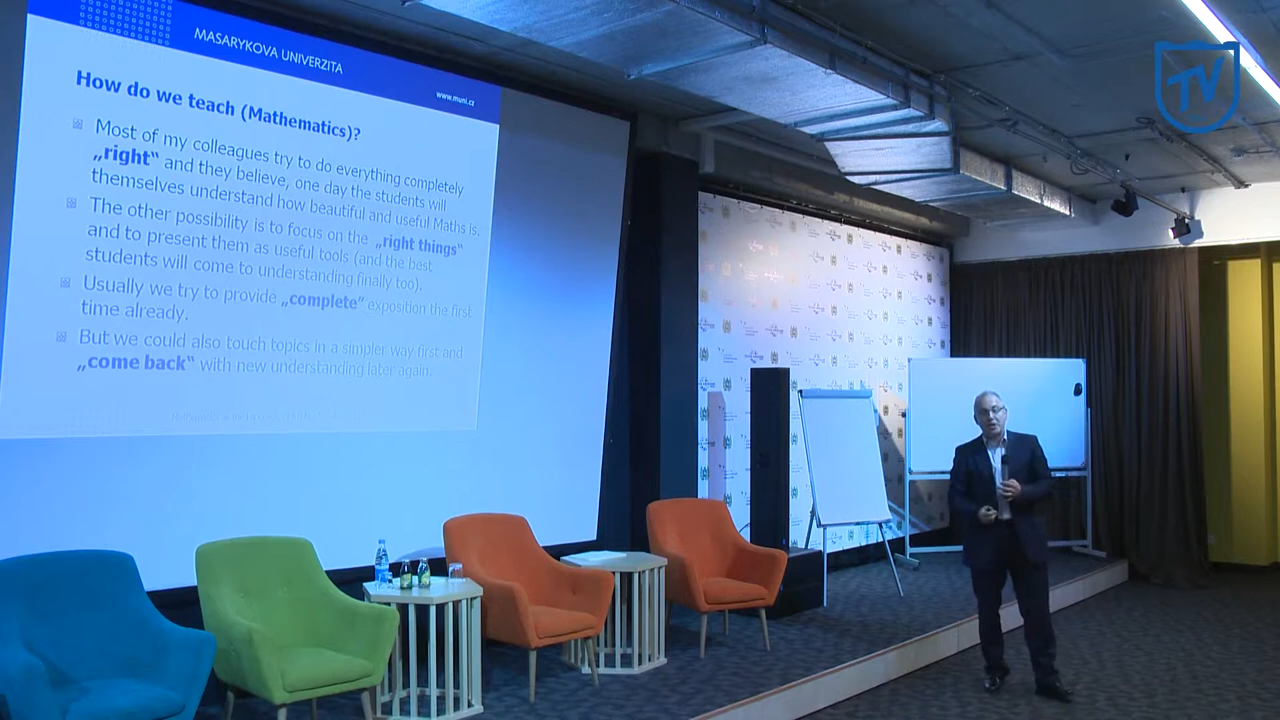 MASARYKOVA UNIVERZITA
www.muni.cz
How do we teach (Mathematics)?
Most of my colleagues try to do everything completely
„right“ and they believe, one day the students will
themselves understand how beautiful and useful Maths is.
The other possibility is to focus on the „right things“
and to present them as useful tools (and the best
students will come to understanding finally too).
Usually we try to provide „complete“ exposition the first
time already.
But we could also touch topics in a simpler way first and
„come back“ with new understanding later again.
TV